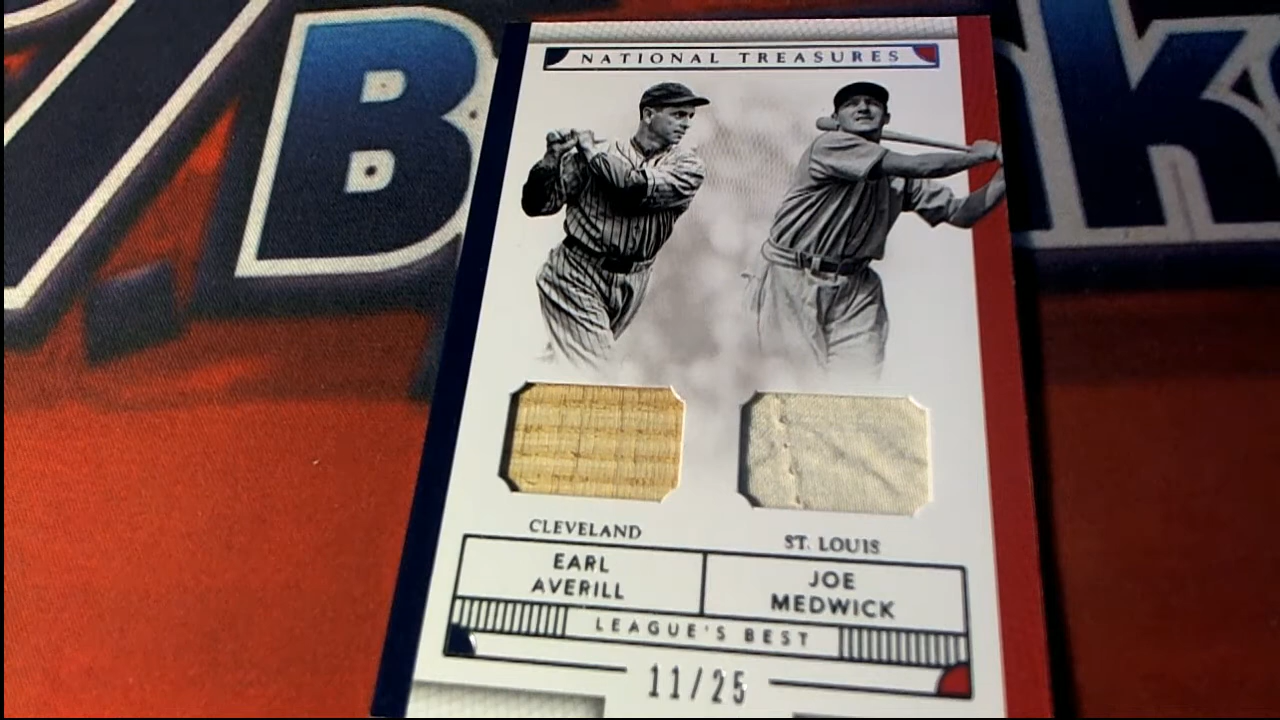 NATIONAL TREASURES
CLEVELAND
ST. LOUIS
EARL
AVERILL
JOE
MEDWICK
LEAGUE'S BEST
11/25